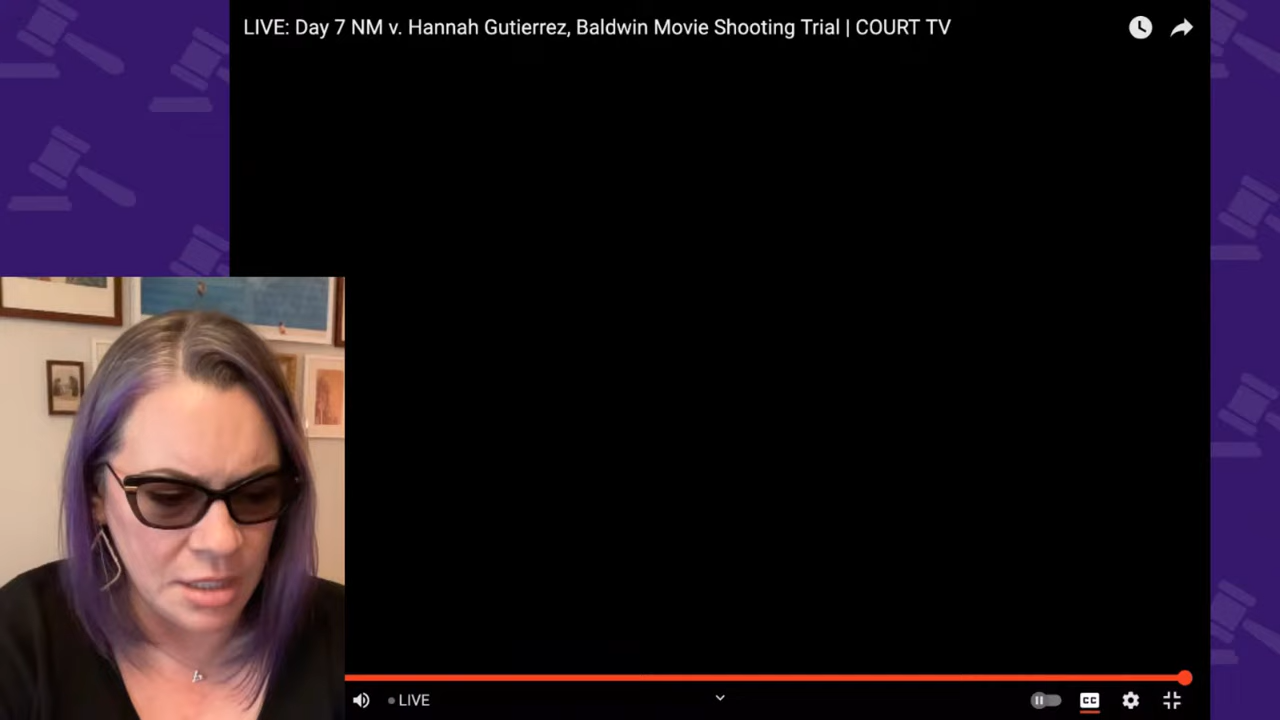 LIVE: Day 7 NM v. Hannah Gutierrez, Baldwin Movie Shooting Trial | COURT TV
LIVE
CC